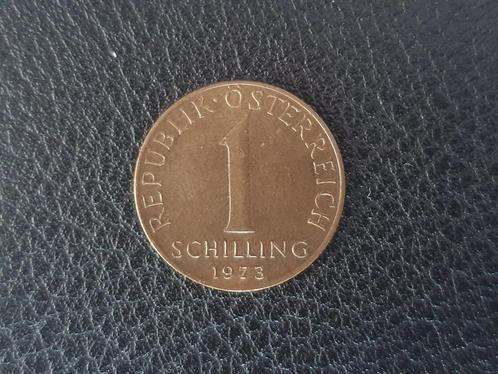 REPUBLIK · ÖSTERREICH
1
SCHILLING
1973